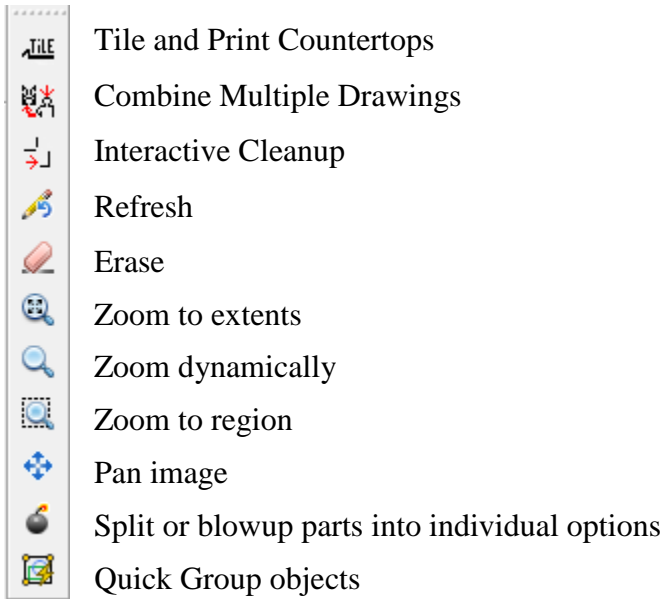 TiLE
Tile and Print Countertops
Combine Multiple Drawings
Interactive Cleanup
Refresh
Erase
Zoom to extents
Zoom dynamically
Zoom to region
Pan image
Split or blowup parts into individual options
Quick Group objects